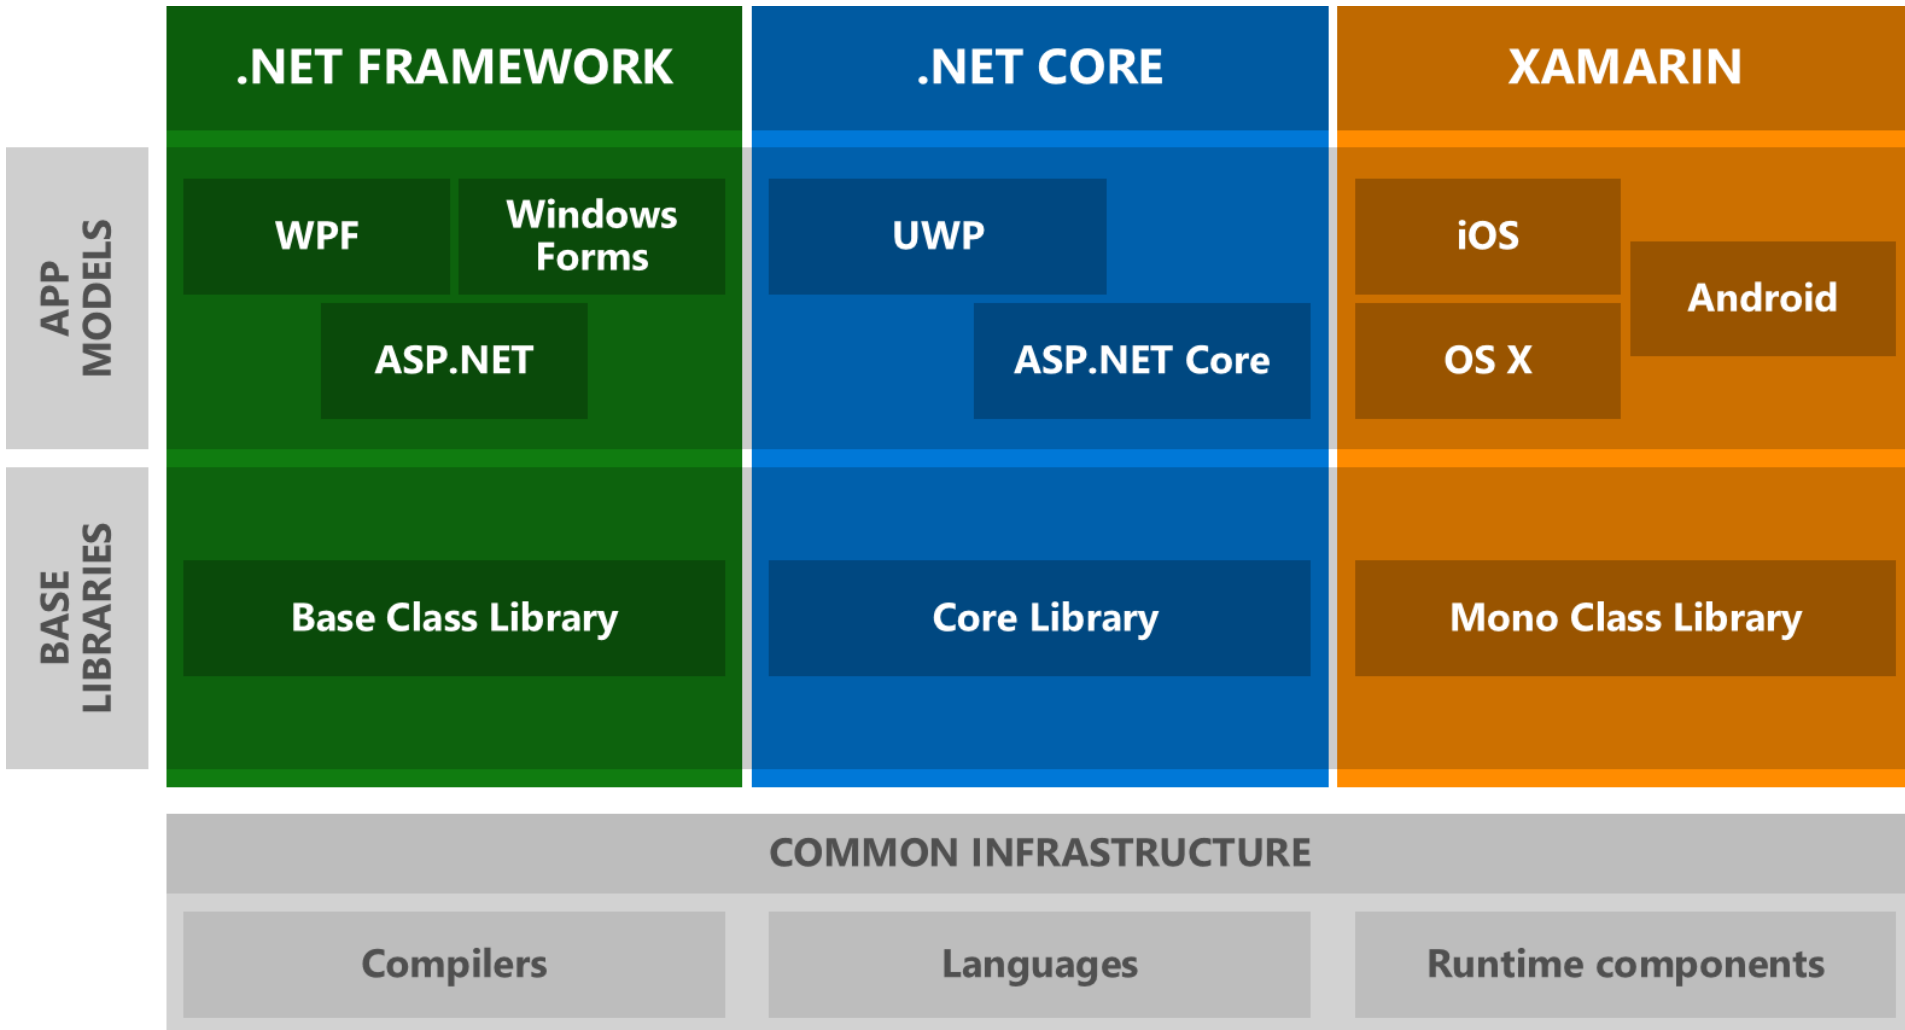 .NET FRAMEWORK
.NET CORE
XAMARIN
APP
MODELS
WPF
Windows
Forms
ASP.NET
UWP
ASP.NET Core
iOS
Android
OS X
BASE
LIBRARIES
Base Class Library
Core Library
Mono Class Library
COMMON INFRASTRUCTURE
Compilers
Languages
Runtime components